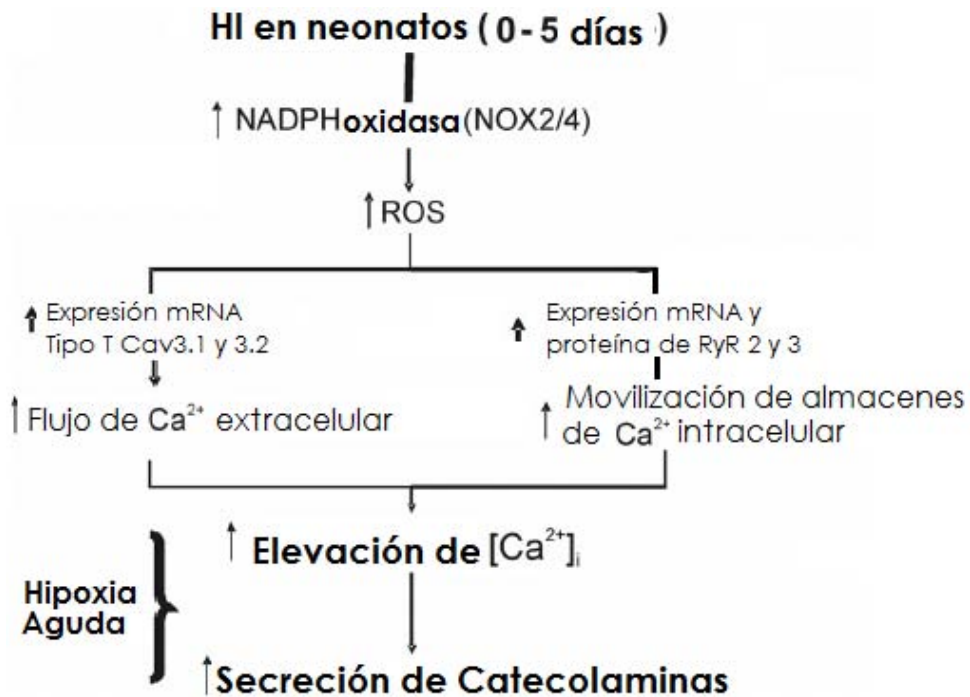 HI en neonatos ( 0 - 5 días )
↑ NADPH oxidasa (NOX2/4)
↑ ROS
↑ Expresión mRNA
Tipo T Cav3.1 y 3.2
↑ Expresión mRNA y
proteína de RyR 2 y 3
↑ Flujo de Ca²⁺ extracelular
↑ Movilización de almacenes
de Ca²⁺ intracelular
↑ Elevación de [Ca²⁺]ᵢ
Hipoxia
Aguda
↑ Secreción de Catecolaminas